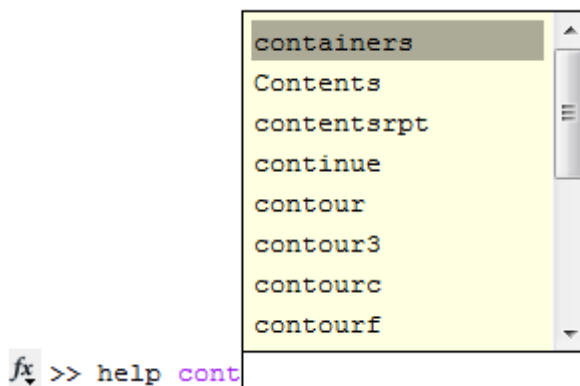 containers
Contents
contentsrpt
continue
contour
contour3
contourc
contourf
fx >> help cont